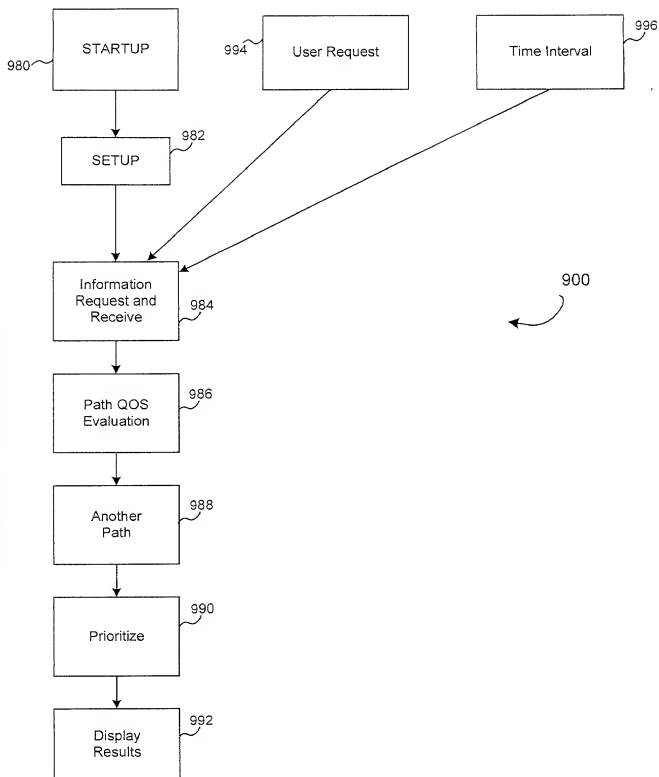 STARTUP
980
User Request
994
Time Interval
996
SETUP
982
Information
Request and
Receive
984
900
Path QOS
Evaluation
986
Another
Path
988
Prioritize
990
Display
Results
992